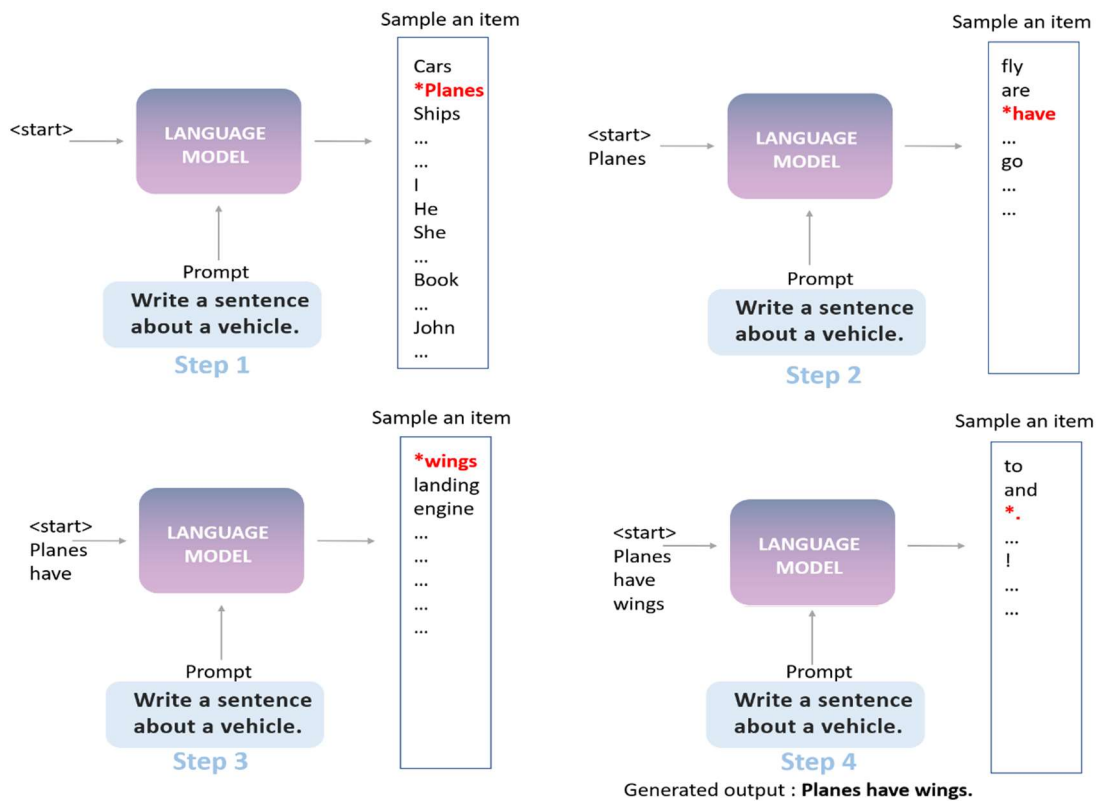 Sample an item
Cars
*Planes
Ships
...
...
I
He
She
...
Book
...
John
...
<start>
LANGUAGE
MODEL
Prompt
Write a sentence
about a vehicle.
Step 1
Sample an item
fly
are
*have
...
go
...
...
<start>
Planes
LANGUAGE
MODEL
Prompt
Write a sentence
about a vehicle.
Step 2
Sample an item
*wings
landing
engine
...
...
...
...
...
<start>
Planes
have
LANGUAGE
MODEL
Prompt
Write a sentence
about a vehicle.
Step 3
Sample an item
to
and
*.
...
!
...
...
<start>
Planes
have
wings
LANGUAGE
MODEL
Prompt
Write a sentence
about a vehicle.
Step 4
Generated output : Planes have wings.